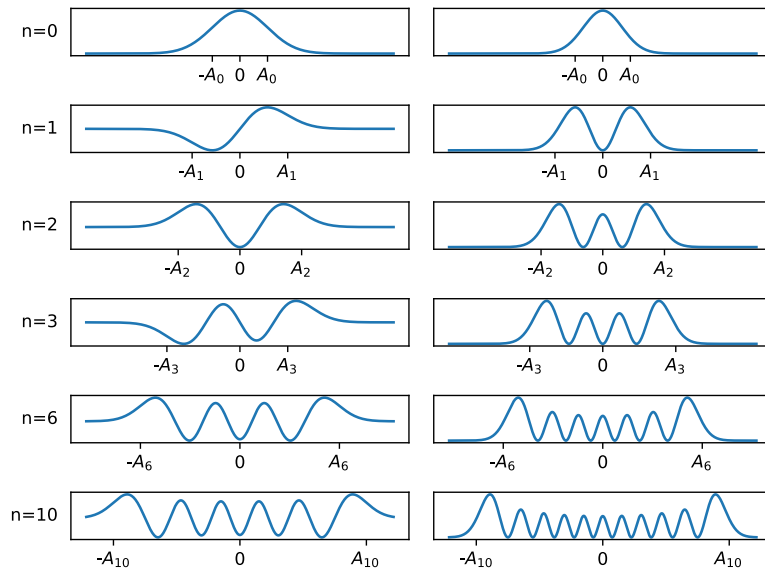 n=0
-A₀ 0 A₀ -A₀ 0 A₀
n=1
-A₁ 0 A₁ -A₁ 0 A₁
n=2
-A₂ 0 A₂ -A₂ 0 A₂
n=3
-A₃ 0 A₃ -A₃ 0 A₃
n=6
-A₆ 0 A₆ -A₆ 0 A₆
n=10
-A₁₀ 0 A₁₀ -A₁₀ 0 A₁₀